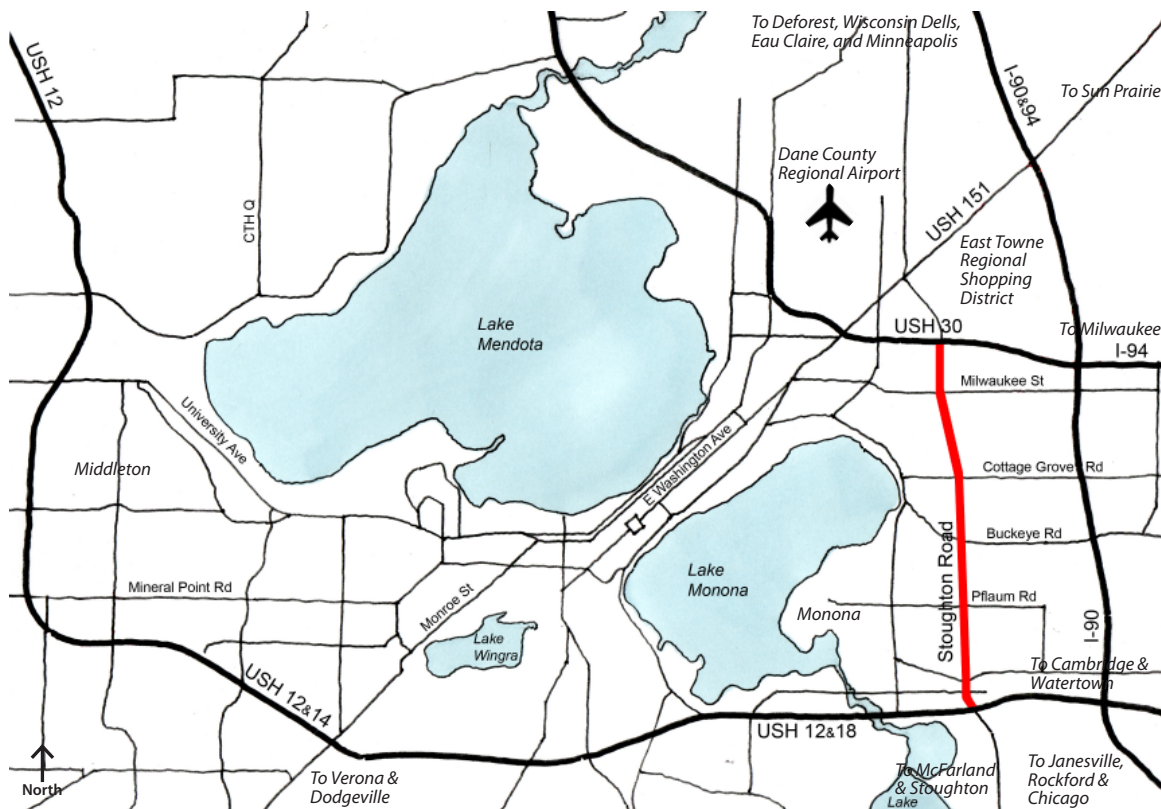 To Deforest, Wisconsin Dells,
Eau Claire, and Minneapolis
USH 12
I-90&94
To Sun Prairie
Dane County
Regional Airport
CTH Q
USH 151
East Towne
Regional
Shopping
District
Lake
Mendota
USH 30
To Milwaukee
I-94
Milwaukee St
University Ave
Middleton
E Washington Ave
Cottage Grove Rd
Buckeye Rd
Stoughton Road
Lake
Monona
Mineral Point Rd
Monroe St
Pflaum Rd
Monona
I-90
Lake
Wingra
To Cambridge &
Watertown
USH 12&14
USH 12&18
North
To Verona &
Dodgeville
To McFarland
& Stoughton
Lake
To Janesville,
Rockford &
Chicago